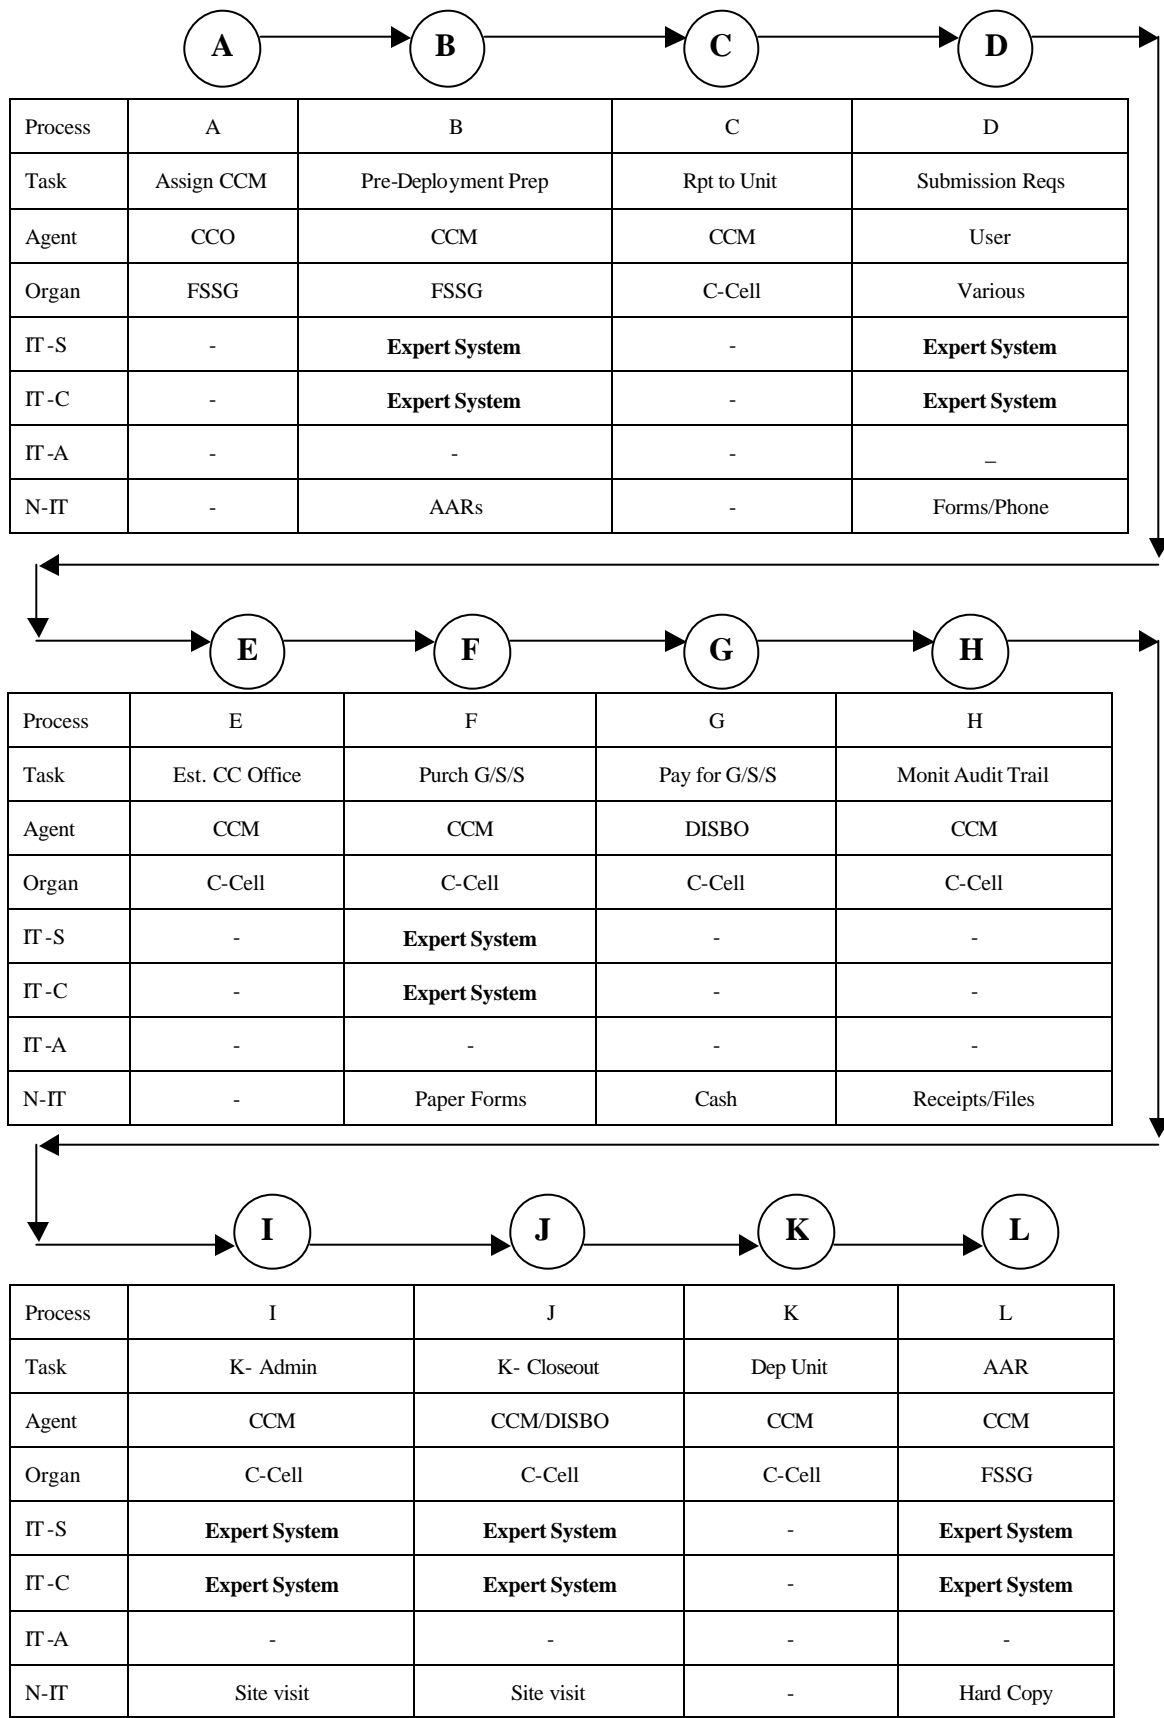 A B C D
Process A B C D
Task Assign CCM Pre-Deployment Prep Rpt to Unit Submission Reqs
Agent CCO CCM CCM User
Organ FSSG FSSG C-Cell Various
IT-S - Expert System - Expert System
IT-C - Expert System - Expert System
IT-A - - - _
N-IT - AARs - Forms/Phone
E F G H
Process E F G H
Task Est. CC Office Purch G/S/S Pay for G/S/S Monit Audit Trail
Agent CCM CCM DISBO CCM
Organ C-Cell C-Cell C-Cell C-Cell
IT-S - Expert System - -
IT-C - Expert System - -
IT-A - - - -
N-IT - Paper Forms Cash Receipts/Files
I J K L
Process I J K L
Task K- Admin K- Closeout Dep Unit AAR
Agent CCM CCM/DISBO CCM CCM
Organ C-Cell C-Cell C-Cell FSSG
IT-S Expert System Expert System - Expert System
IT-C Expert System Expert System - Expert System
IT-A - - - -
N-IT Site visit Site visit - Hard Copy